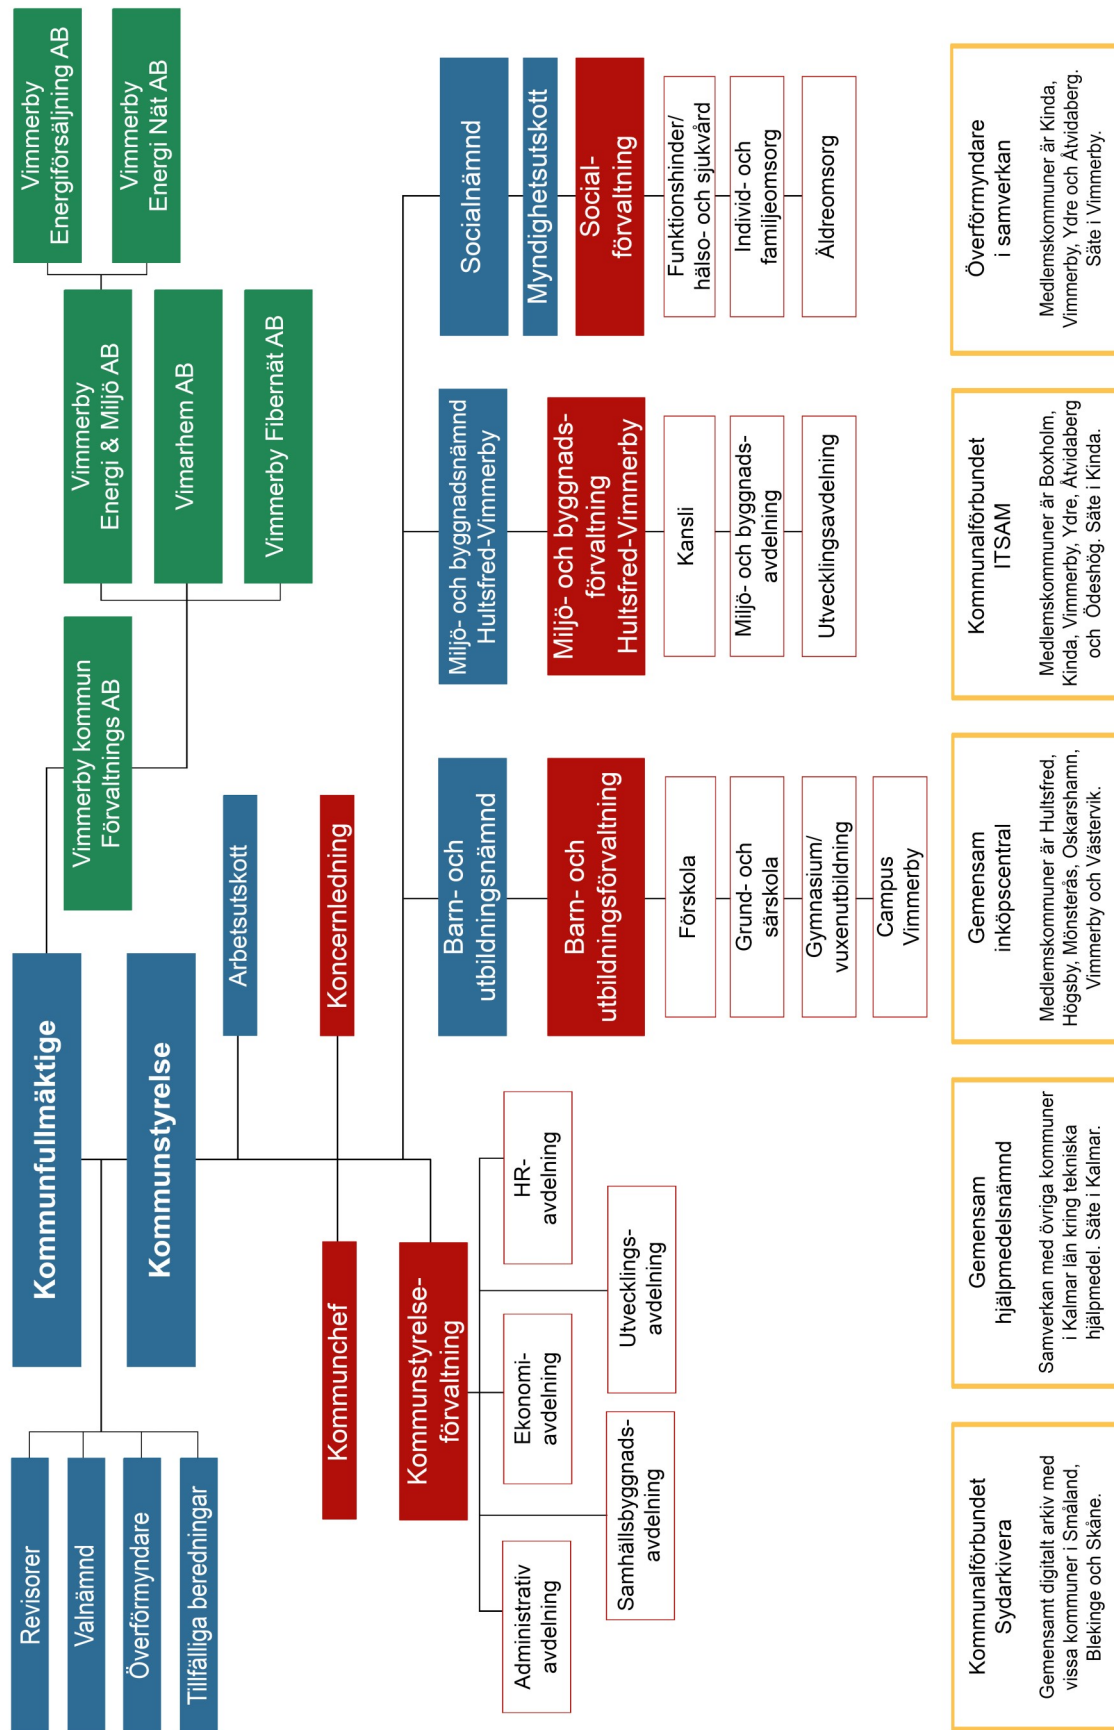 Revisorer
Valnämnd
Överförmyndare
Tillfälliga beredningar
Kommunfullmäktige
Kommunstyrelse
Vimmerby kommun
Förvaltnings AB
Vimmerby
Energi & Miljö AB
Vimarhem AB
Vimmerby Fibernät AB
Vimmerby
Energiförsäljning AB
Vimmerby
Energi Nät AB
Arbetsutskott
Kommunchef
Koncernledning
Kommunstyrelse-
förvaltning
Administrativ
avdelning
Ekonomi-
avdelning
HR-
avdelning
Samhällsbyggnads-
avdelning
Utvecklings-
avdelning
Barn- och
utbildningsnämnd
Barn- och
utbildingsförvaltning
Förskola
Grund- och
särskola
Gymnasium/
vuxenutbildning
Campus
Vimmerby
Miljö- och byggnadsnämnd
Hultsfred-Vimmerby
Miljö- och byggnads-
förvaltning
Hultsfred-Vimmerby
Kansli
Miljö- och byggnads-
avdelning
Utvecklingsavdelning
Socialnämnd
Myndighetsutskott
Social-
förvaltning
Funktionshinder/
hälso- och sjukvård
Individ- och
familjeomsorg
Äldreomsorg
Kommunalförbundet
Sydarkivera
Gemensamt digitalt arkiv med
vissa kommuner i Småland,
Blekinge och Skåne.
Gemensam
hjälpmedelsnämnd
Samverkan med övriga kommuner
i Kalmar län kring tekniska
hjälpmedel. Säte i Kalmar.
Gemensam
inköpscentral
Medlemskommuner är Hultsfred,
Högsby, Mönsterås, Oskarshamn,
Vimmerby och Västervik.
Kommunalförbundet
ITSAM
Medlemskommuner är Boxholm,
Kinda, Vimmerby, Ydre, Åtvidaberg
och  Ödeshög. Säte i Kinda.
Överförmyndare
i samverkan
Medlemskommuner är Kinda,
Vimmerby, Ydre och Åtvidaberg.
Säte i Vimmerby.